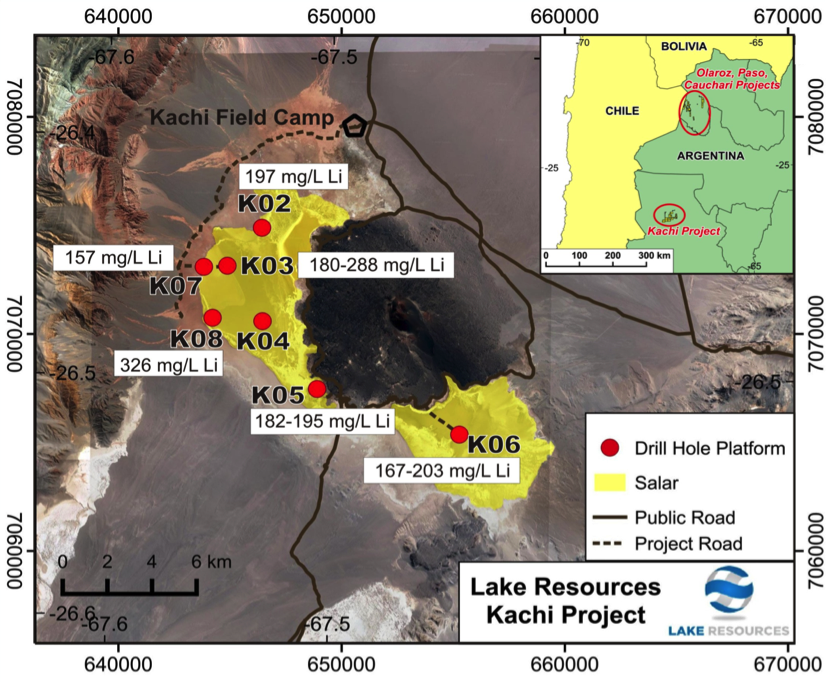 640000
650000
660000
670000
-67.6
-67.5
7080000
7080000
-26.4
Kachi Field Camp
197 mg/L Li
K02
157 mg/L Li
K07
K03
180-288 mg/L Li
7070000
7070000
K08
K04
326 mg/L Li
-26.5
-26.5
K05
182-195 mg/L Li
K06
167-203 mg/L Li
7060000
7060000
0 2 4 6 km
-26.6
-67.6
-67.5
640000
650000
660000
670000
-70
-65
BOLIVIA
Olaroz, Paso,
Cauchari Projects
CHILE
ARGENTINA
-25
-25
Kachi Project
0 100 200 300 km
-65
Drill Hole Platform
Salar
Public Road
Project Road
Lake Resources
Kachi Project
LAKE RESOURCES